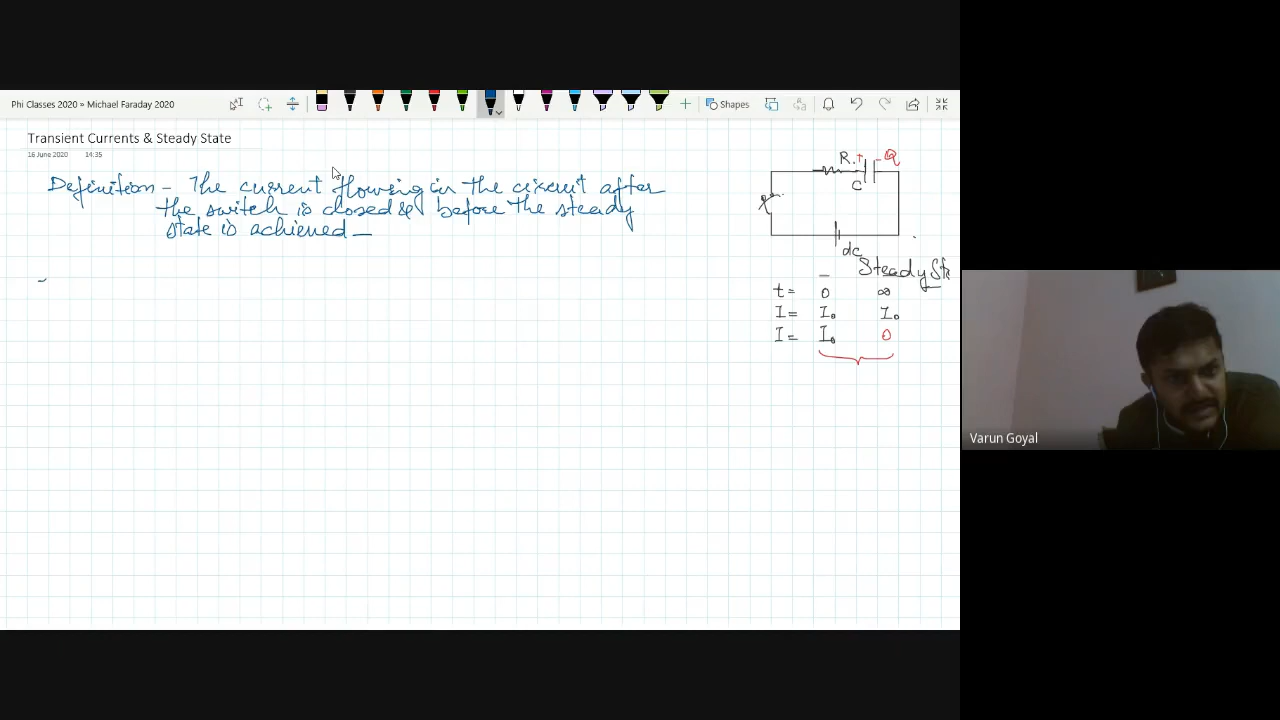 Phi Classes 2020 » Michael Faraday 2020
Shapes
Transient Currents & Steady State
16 June 2020 14:35
Definition - The current flowing in the circuit after
the switch is closed & before the steady
state is achieved
R + - Q
C
dc
Steady St
t = 0 ∞
I = I₀ I₀
I = I₀ 0
Varun Goyal